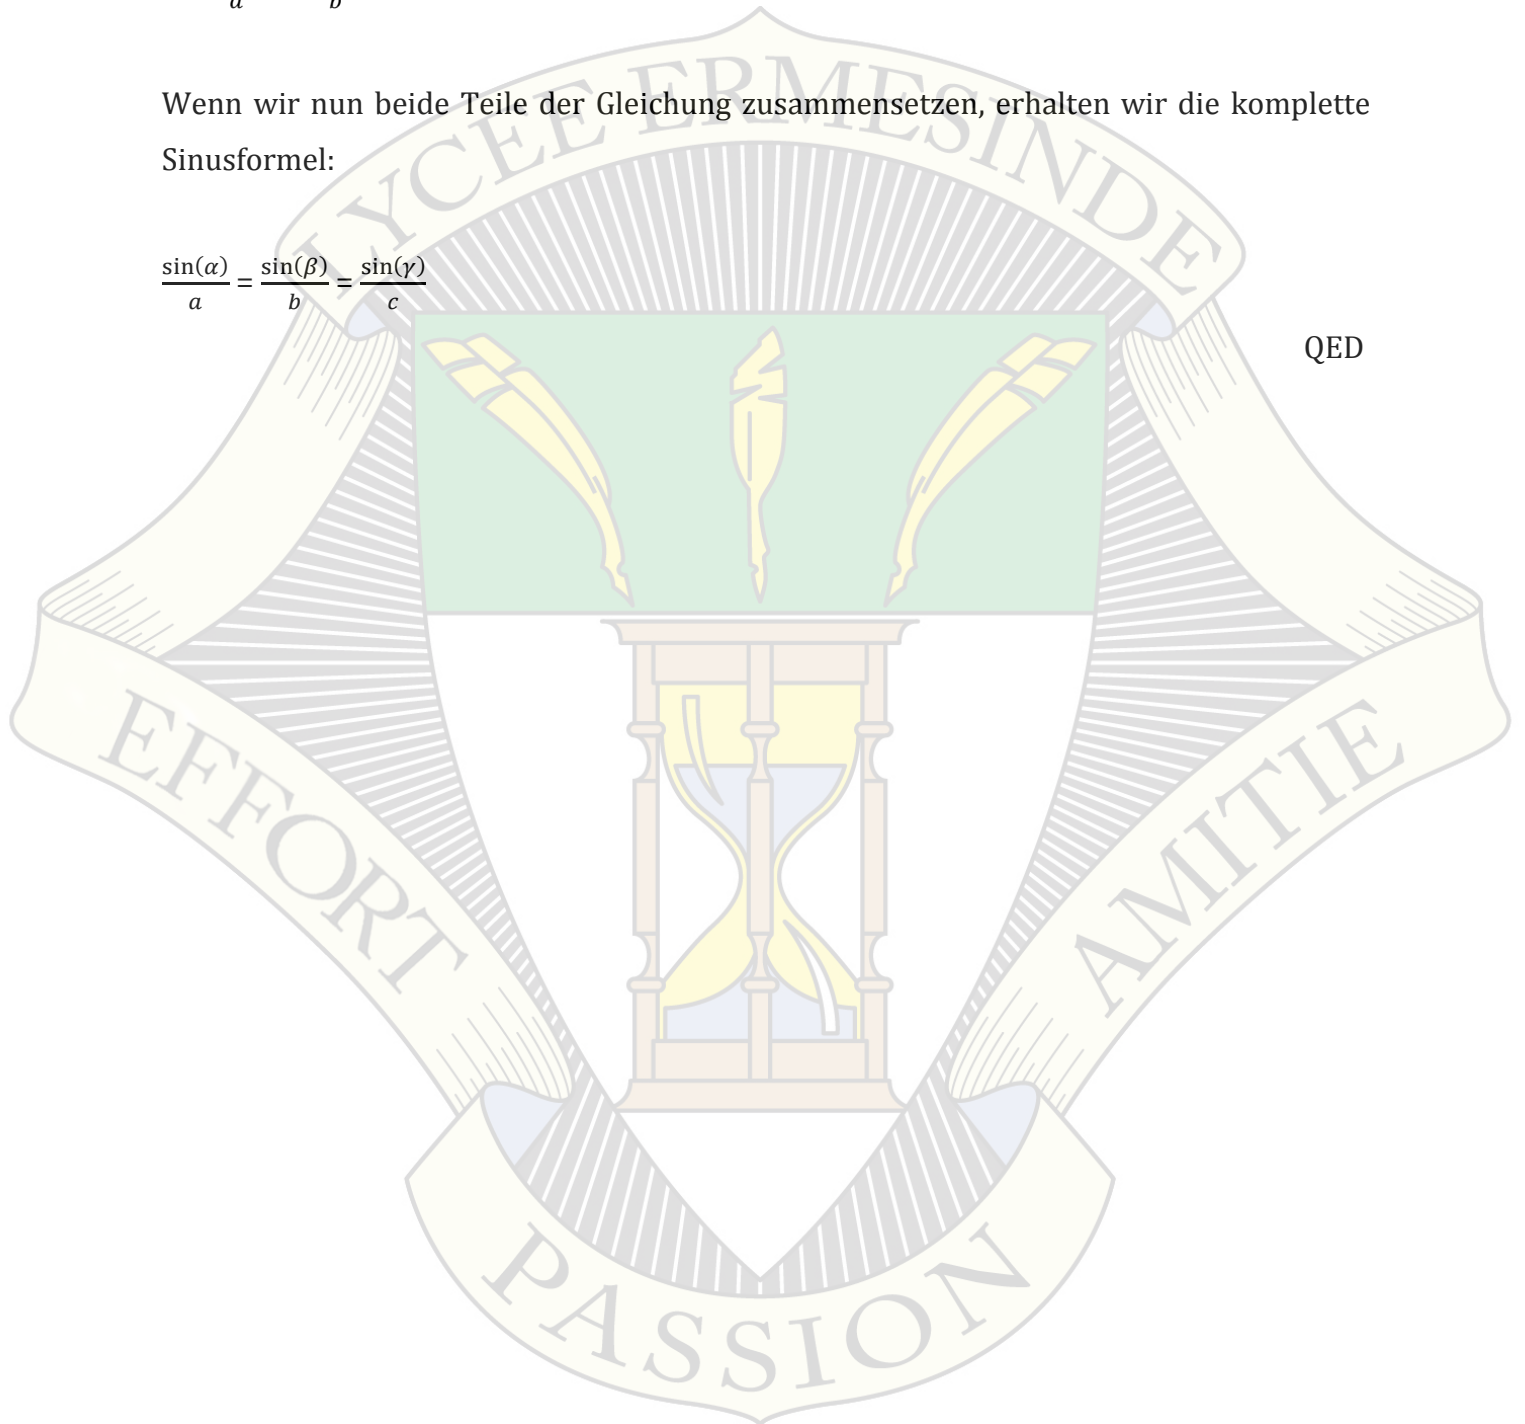 a b
Wenn wir nun beide Teile der Gleichung zusammensetzen, erhalten wir die komplette
Sinusformel:
sin(α)/a = sin(β)/b = sin(γ)/c
QED
LYCEE ERMESINDE
EFFORT
AMITIE
PASSION